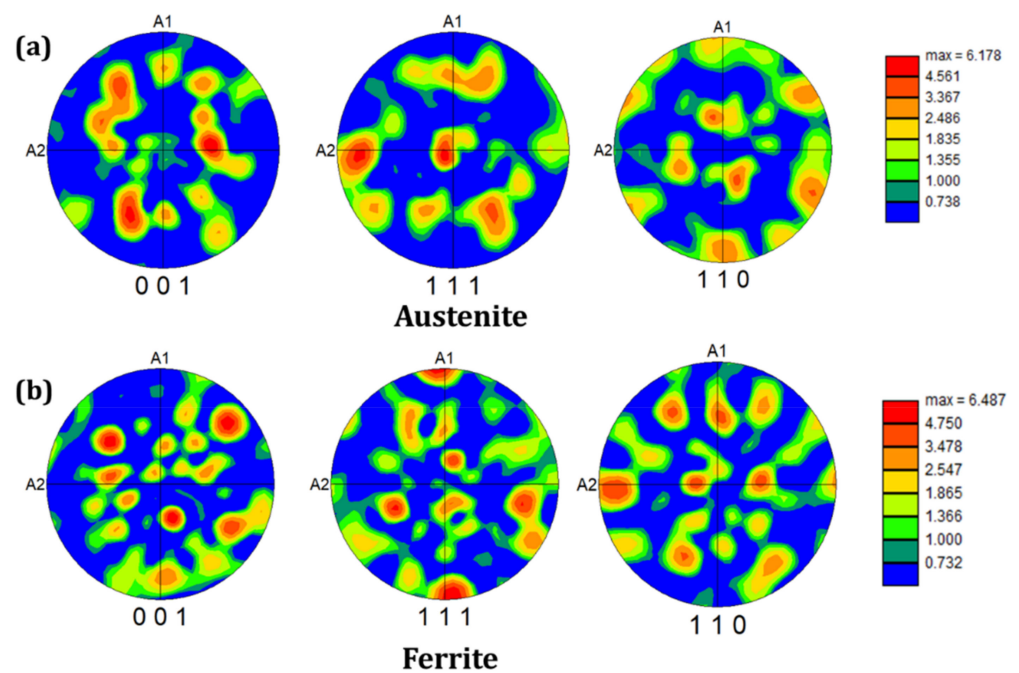 (a)
A1
A1
A1
A2
A2
A2
0 0 1
1 1 1
1 1 0
max = 6.178
4.561
3.367
2.486
1.835
1.355
1.000
0.738
Austenite
(b)
A1
A1
A1
A2
A2
A2
0 0 1
1 1 1
1 1 0
max = 6.487
4.750
3.478
2.547
1.865
1.366
1.000
0.732
Ferrite